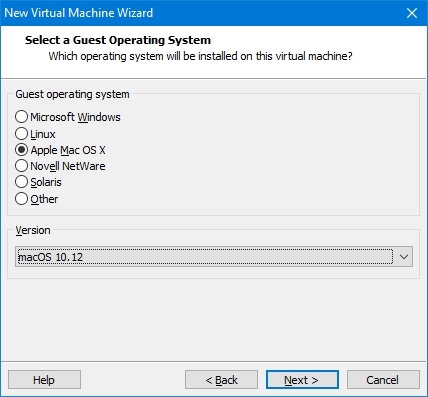 New Virtual Machine Wizard
Select a Guest Operating System
Which operating system will be installed on this virtual machine?
Guest operating system
Microsoft Windows
Linux
Apple Mac OS X
Novell NetWare
Solaris
Other
Version
macOS 10.12
Help
< Back
Next >
Cancel